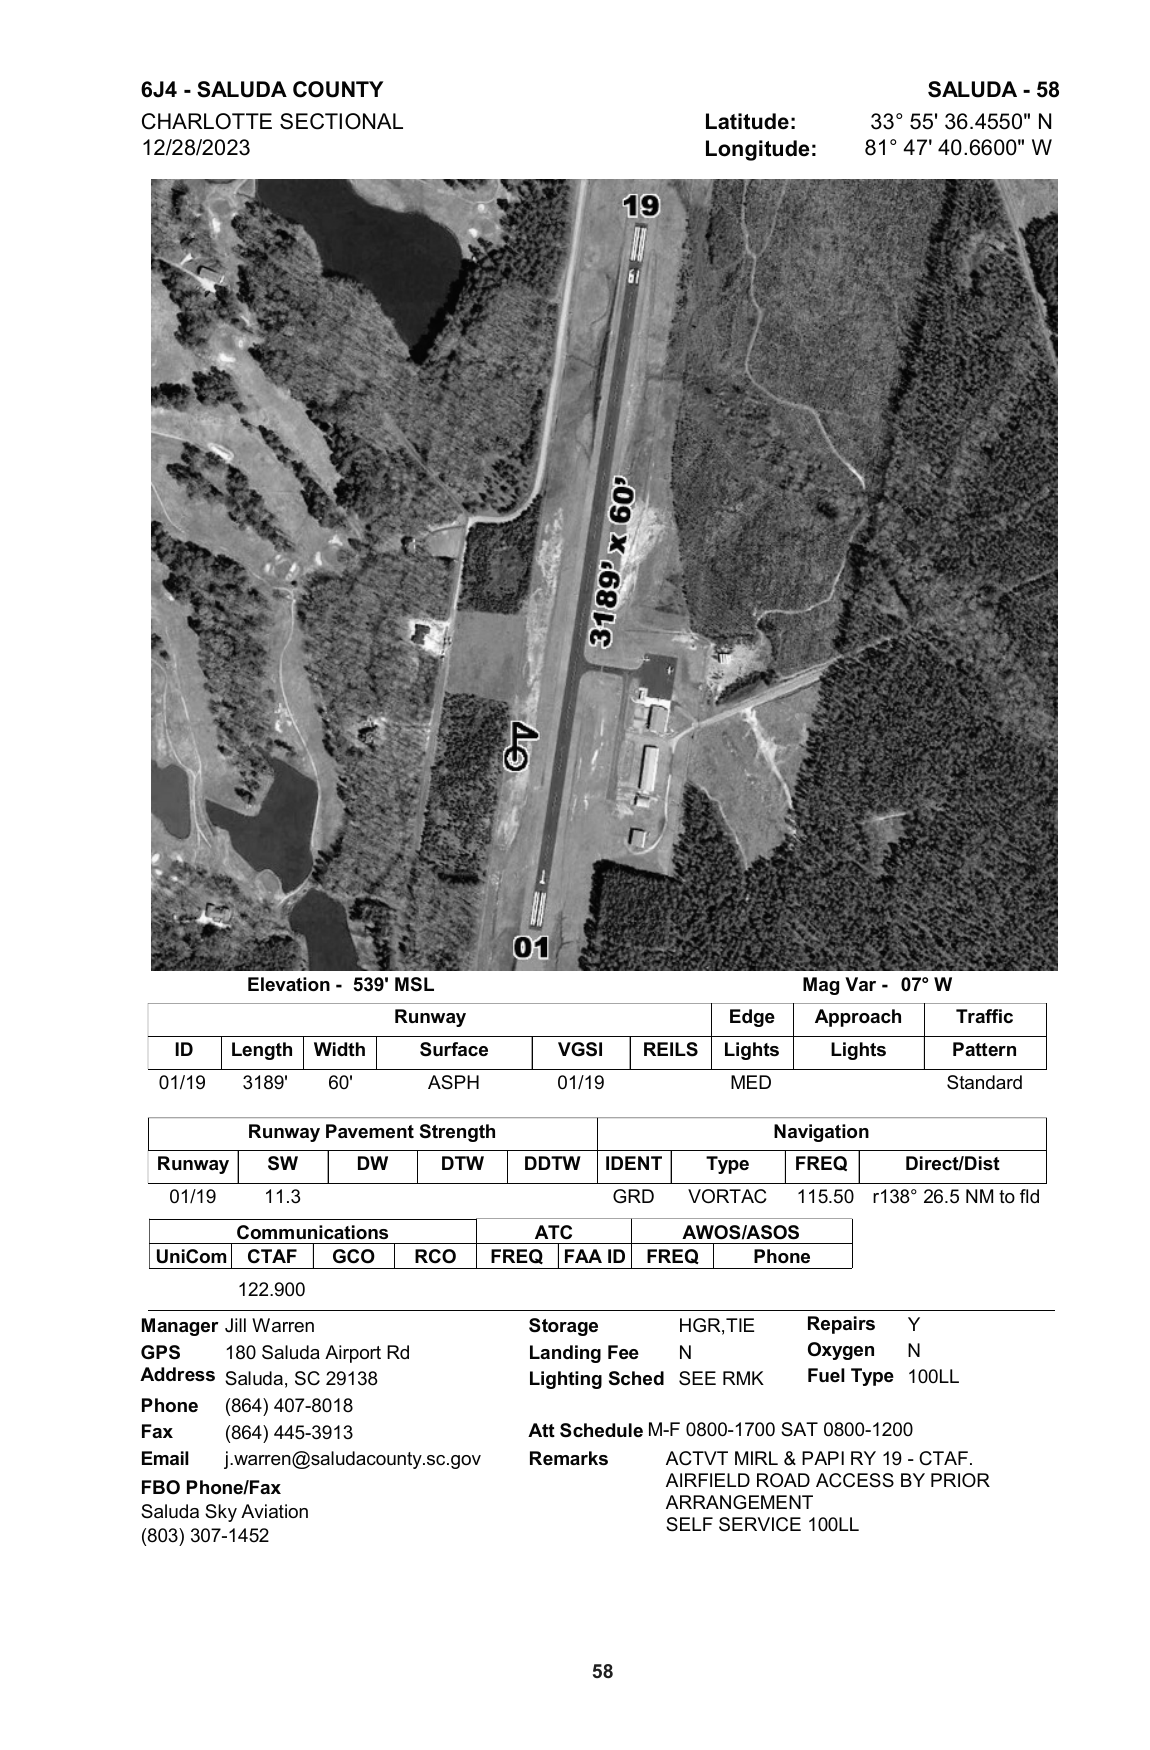 6J4 - SALUDA COUNTY SALUDA - 58
CHARLOTTE SECTIONAL Latitude: 33° 55' 36.4550" N
12/28/2023 Longitude: 81° 47' 40.6600" W
19
3189' x 60'
01
Elevation - 539' MSL Mag Var - 07° W
Runway Edge Approach Traffic
ID Length Width Surface VGSI REILS Lights Lights Pattern
01/19 3189' 60' ASPH 01/19 MED Standard
Runway Pavement Strength Navigation
Runway SW DW DTW DDTW IDENT Type FREQ Direct/Dist
01/19 11.3 GRD VORTAC 115.50 r138° 26.5 NM to fld
Communications ATC AWOS/ASOS
UniCom CTAF GCO RCO FREQ FAA ID FREQ Phone
122.900
Manager Jill Warren Storage HGR,TIE Repairs Y
GPS 180 Saluda Airport Rd Landing Fee N Oxygen N
Address Saluda, SC 29138 Lighting Sched SEE RMK Fuel Type 100LL
Phone (864) 407-8018
Fax (864) 445-3913 Att Schedule M-F 0800-1700 SAT 0800-1200
Email j.warren@saludacounty.sc.gov Remarks ACTVT MIRL & PAPI RY 19 - CTAF.
AIRFIELD ROAD ACCESS BY PRIOR
FBO Phone/Fax ARRANGEMENT
Saluda Sky Aviation SELF SERVICE 100LL
(803) 307-1452
58